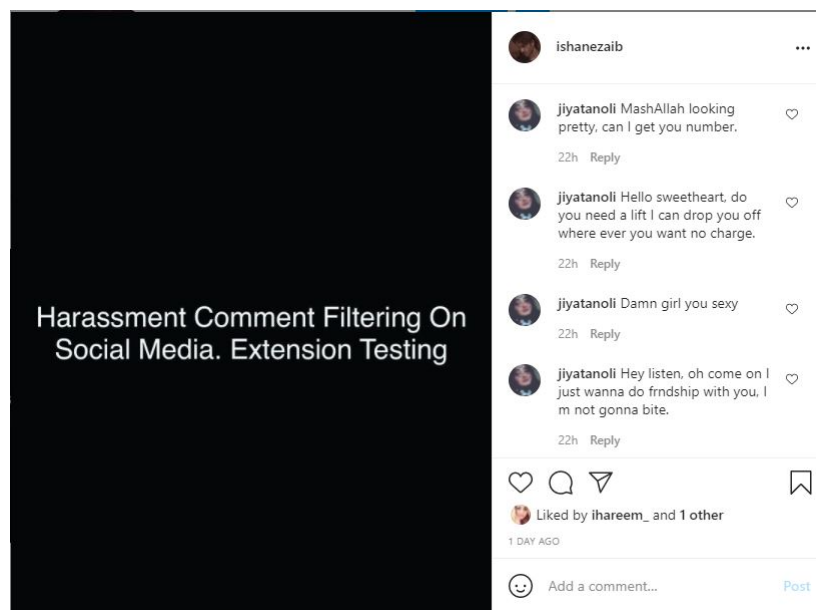 Harassment Comment Filtering On
Social Media. Extension Testing
ishanezaib
jiyatanoli MashAllah looking
pretty, can I get you number.
22h Reply
jiyatanoli Hello sweetheart, do
you need a lift I can drop you off
where ever you want no charge.
22h Reply
jiyatanoli Damn girl you sexy
22h Reply
jiyatanoli Hey listen, oh come on I
just wanna do frndship with you, I
m not gonna bite.
22h Reply
Liked by ihareem_ and 1 other
1 DAY AGO
Add a comment... Post